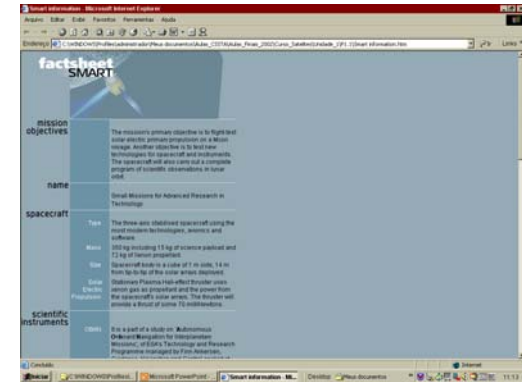 Smart information - Microsoft Internet Explorer
Arquivo Editar Exibir Favoritos Ferramentas Ajuda
Endereço
Links
factsheet
SMART
mission
objectives
The mission's primary objective is to flight test
solar electric primary propulsion on a Moon
voyage. Another objective is to test new
technologies for spacecraft and instruments.
The spacecraft will also carry out a complete
program of scientific observations in lunar
orbit.
name
Small Missions for Advanced Research in
Technology
spacecraft
Type
The three-axis stabilised spacecraft using the
most modern technologies, avionics and
software.
Mass
350 kg including 15 kg of science payload and
72 kg of Xenon propellant.
Size
Spacecraft body is a cube of 1 m side, 14 m
from tip-to-tip of the solar arrays deployed.
Solar
Electric
Propulsion
Stationary Plasma Hall-effect thruster uses
xenon gas as propellant and the power from
the spacecraft's solar arrays. The thruster will
provide a thrust of some 70 milliNewtons.
scientific
instruments
OBAN
It is a part of a study on 'Autonomous
Onboard Navigation for Interplanetary
Missions', of ESA's Technology and Research
Programme managed by Finn Ankersen,
Concluído
Internet
Iniciar
Microsoft PowerPoint
Smart information - Mi...
Desktop
11:12